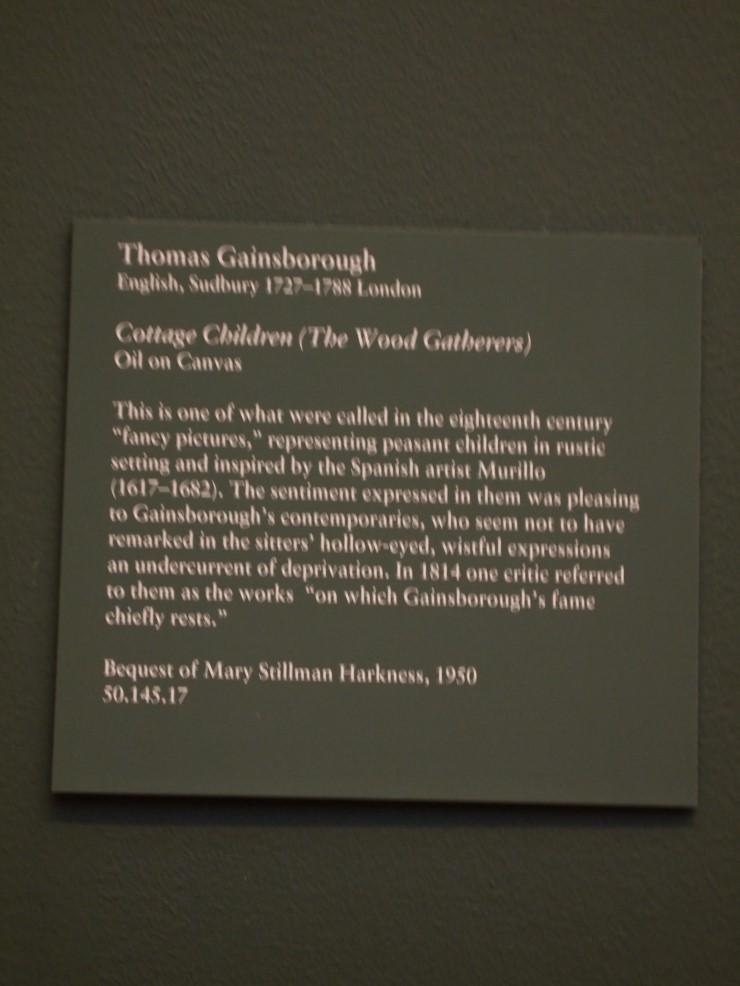 Thomas Gainsborough
English, Sudbury 1727–1788 London
Cottage Children (The Wood Gatherers)
Oil on Canvas
This is one of what were called in the eighteenth century
“fancy pictures,” representing peasant children in rustic
setting and inspired by the Spanish artist Murillo
(1617–1682). The sentiment expressed in them was pleasing
to Gainsborough’s contemporaries, who seem not to have
remarked in the sitters’ hollow-eyed, wistful expressions
an undercurrent of deprivation. In 1814 one critic referred
to them as the works “on which Gainsborough’s fame
chiefly rests.”
Bequest of Mary Stillman Harkness, 1950
50.145.17